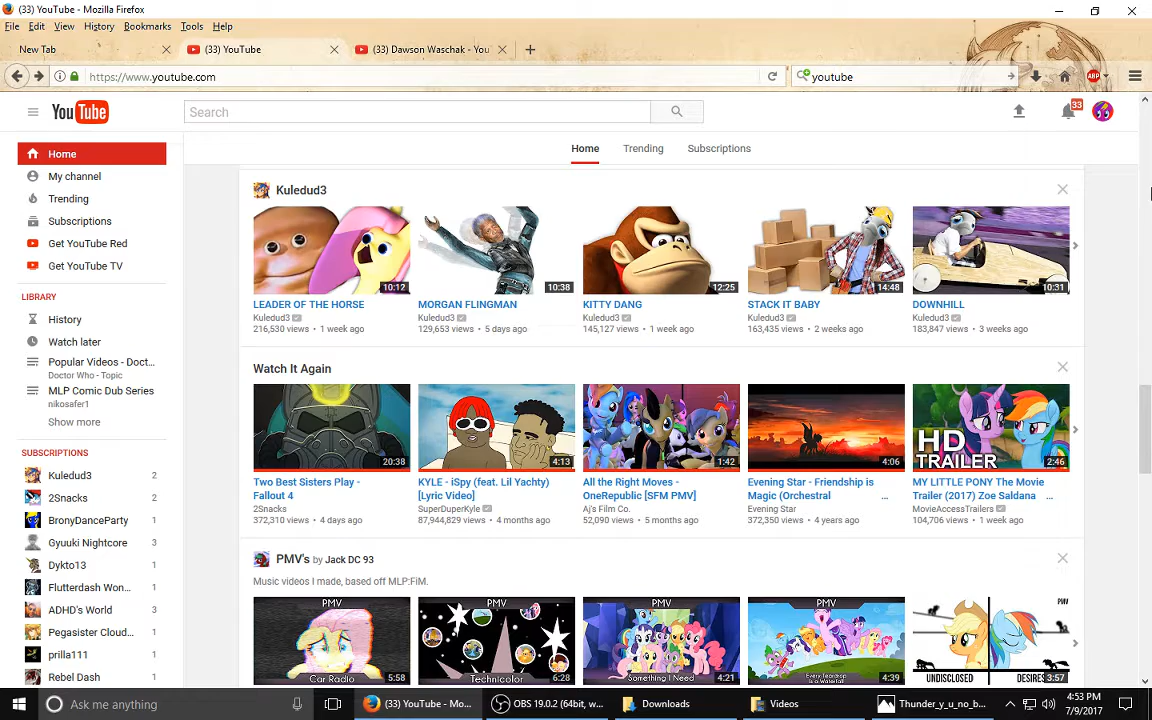 (33) YouTube - Mozilla Firefox
File Edit View History Bookmarks Tools Help
New Tab
(33) YouTube
(33) Dawson Waschak - You
https://www.youtube.com
youtube
ABP
YouTube
Search
33
Home Trending Subscriptions
Home
My channel
Trending
Subscriptions
Get YouTube Red
Get YouTube TV
LIBRARY
History
Watch later
Popular Videos - Doct...
Doctor Who - Topic
MLP Comic Dub Series
nikosafer1
Show more
SUBSCRIPTIONS
Kuledud3 2
2Snacks 2
BronyDanceParty 1
Gyuuki Nightcore 3
Dykto13 1
Flutterdash Won... 1
ADHD's World 3
Pegasister Cloud... 1
prilla111 1
Rebel Dash 1
Kuledud3
10:12
10:38
12:25
14:48
10:31
LEADER OF THE HORSE
Kuledud3
216,530 views • 1 week ago
MORGAN FLINGMAN
Kuledud3
129,653 views • 5 days ago
KITTY DANG
Kuledud3
145,127 views • 1 week ago
STACK IT BABY
Kuledud3
163,435 views • 2 weeks ago
DOWNHILL
Kuledud3
183,847 views • 3 weeks ago
Watch It Again
20:38
4:13
1:42
4:06
HD
TRAILER
2:46
Two Best Sisters Play -
Fallout 4
2Snacks
372,310 views • 4 days ago
KYLE - iSpy (feat. Lil Yachty)
[Lyric Video]
SuperDuperKyle
87,944,829 views • 4 months ago
All the Right Moves -
OneRepublic [SFM PMV]
Aj's Film Co.
52,090 views • 5 months ago
Evening Star - Friendship is
Magic (Orchestral ...
Evening Star
372,350 views • 4 years ago
MY LITTLE PONY The Movie
Trailer (2017) Zoe Saldana ...
MovieAccessTrailers
104,706 views • 1 week ago
PMV's by Jack DC 93
Music videos I made, based off MLP:FiM.
PMV
Car Radio
5:58
PMV
Technicolor
6:28
PMV
Something I Need
4:21
PMV
Every Teardrop
Is a Waterfall
4:39
PMV
UNDISCLOSED DESIRES
3:57
Ask me anything
(33) YouTube - Mo...
OBS 19.0.2 (64bit, w...
Downloads
Videos
Thunder_y_u_no_b...
4:53 PM
7/9/2017